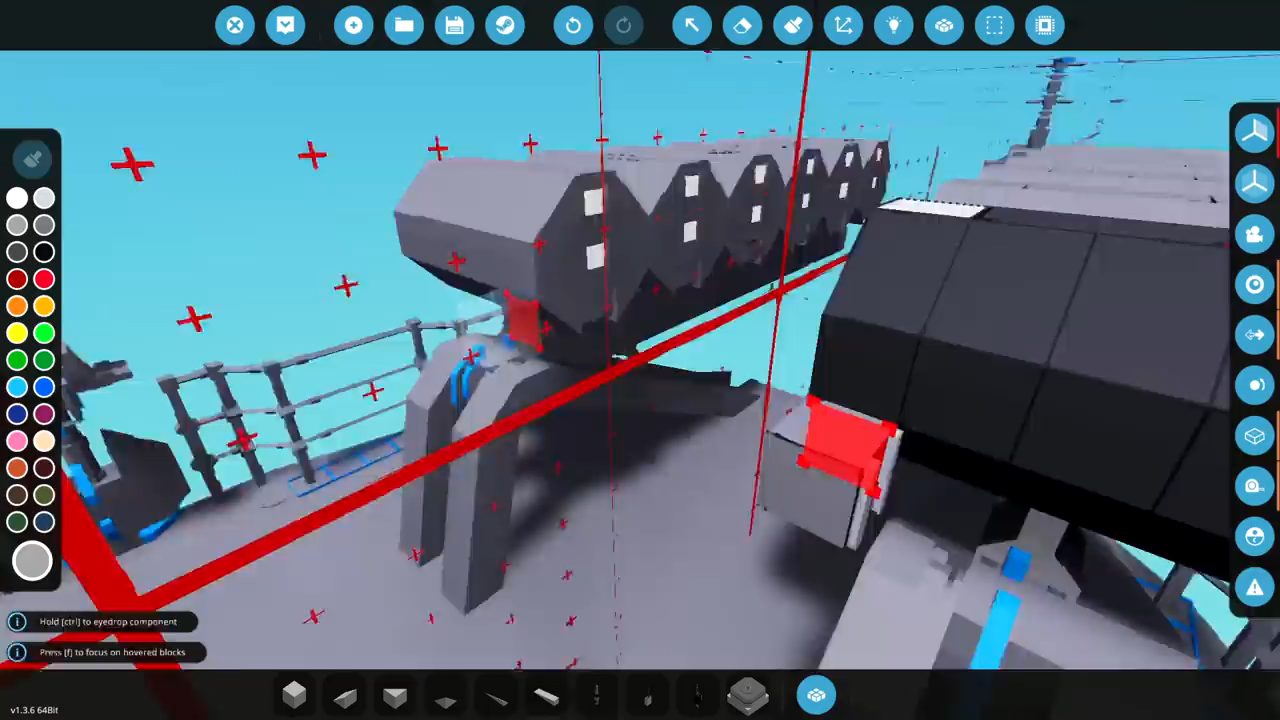 Hold [ctrl] to eyedrop component
Press [f] to focus on hovered blocks
v1.3.6 64Bit